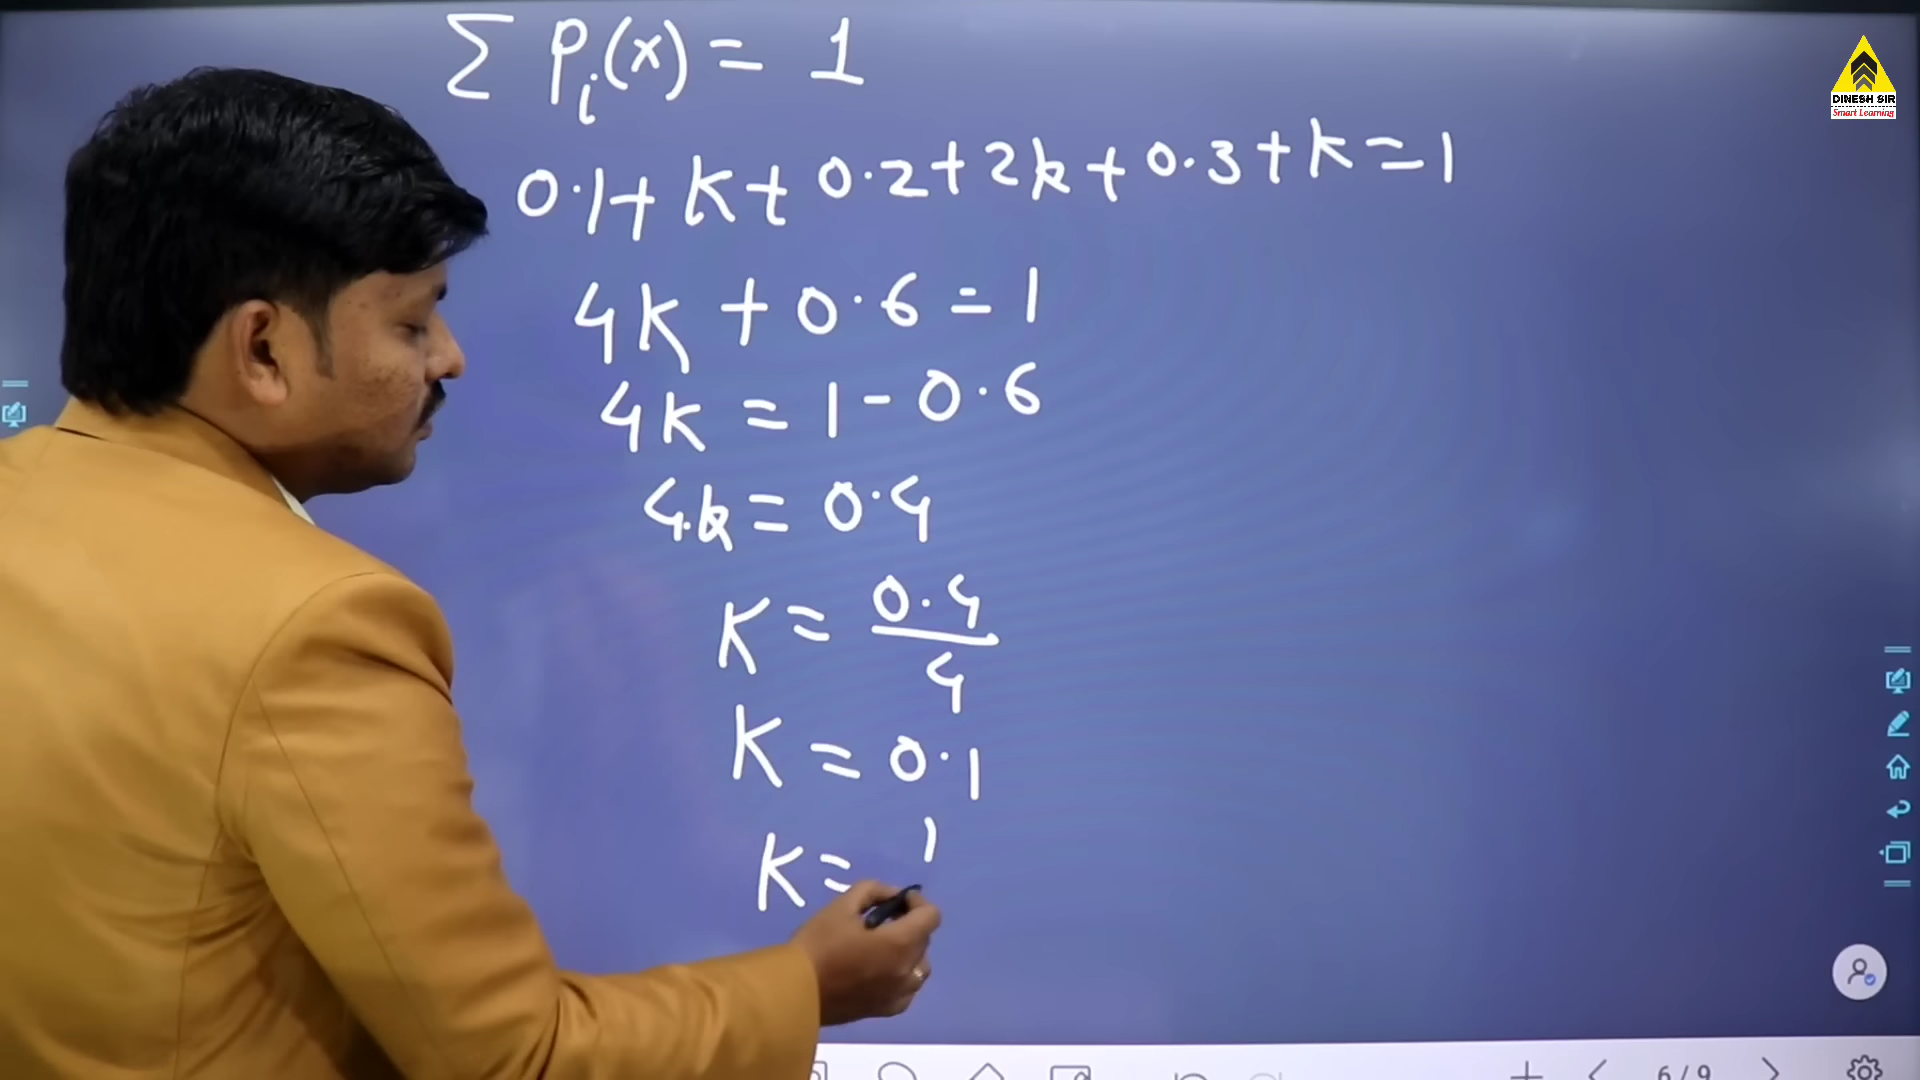 Σ Pᵢ(x) = 1
0.1 + k + 0.2 + 2k + 0.3 + k = 1
4k + 0.6 = 1
4k = 1 - 0.6
4k = 0.4
K = 0.4/4
K = 0.1
K = 1
DINESH SIR
Smart Learning
6/9